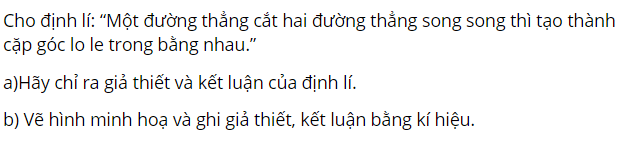 Cho định lí: “Một đường thẳng cắt hai đường thẳng song song thì tạo thành
cặp góc lo le trong bằng nhau.”
a)Hãy chỉ ra giả thiết và kết luận của định lí.
b) Vẽ hình minh hoạ và ghi giả thiết, kết luận bằng kí hiệu.